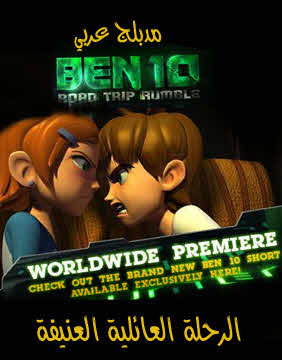 مدبلج عربي
BEN 10
ROAD TRIP RUMBLE
WORLDWIDE PREMIERE
CHECK OUT THE BRAND NEW BEN 10 SHORT
AVAILABLE EXCLUSIVELY HERE!
الرحلة العائلية العنيفة